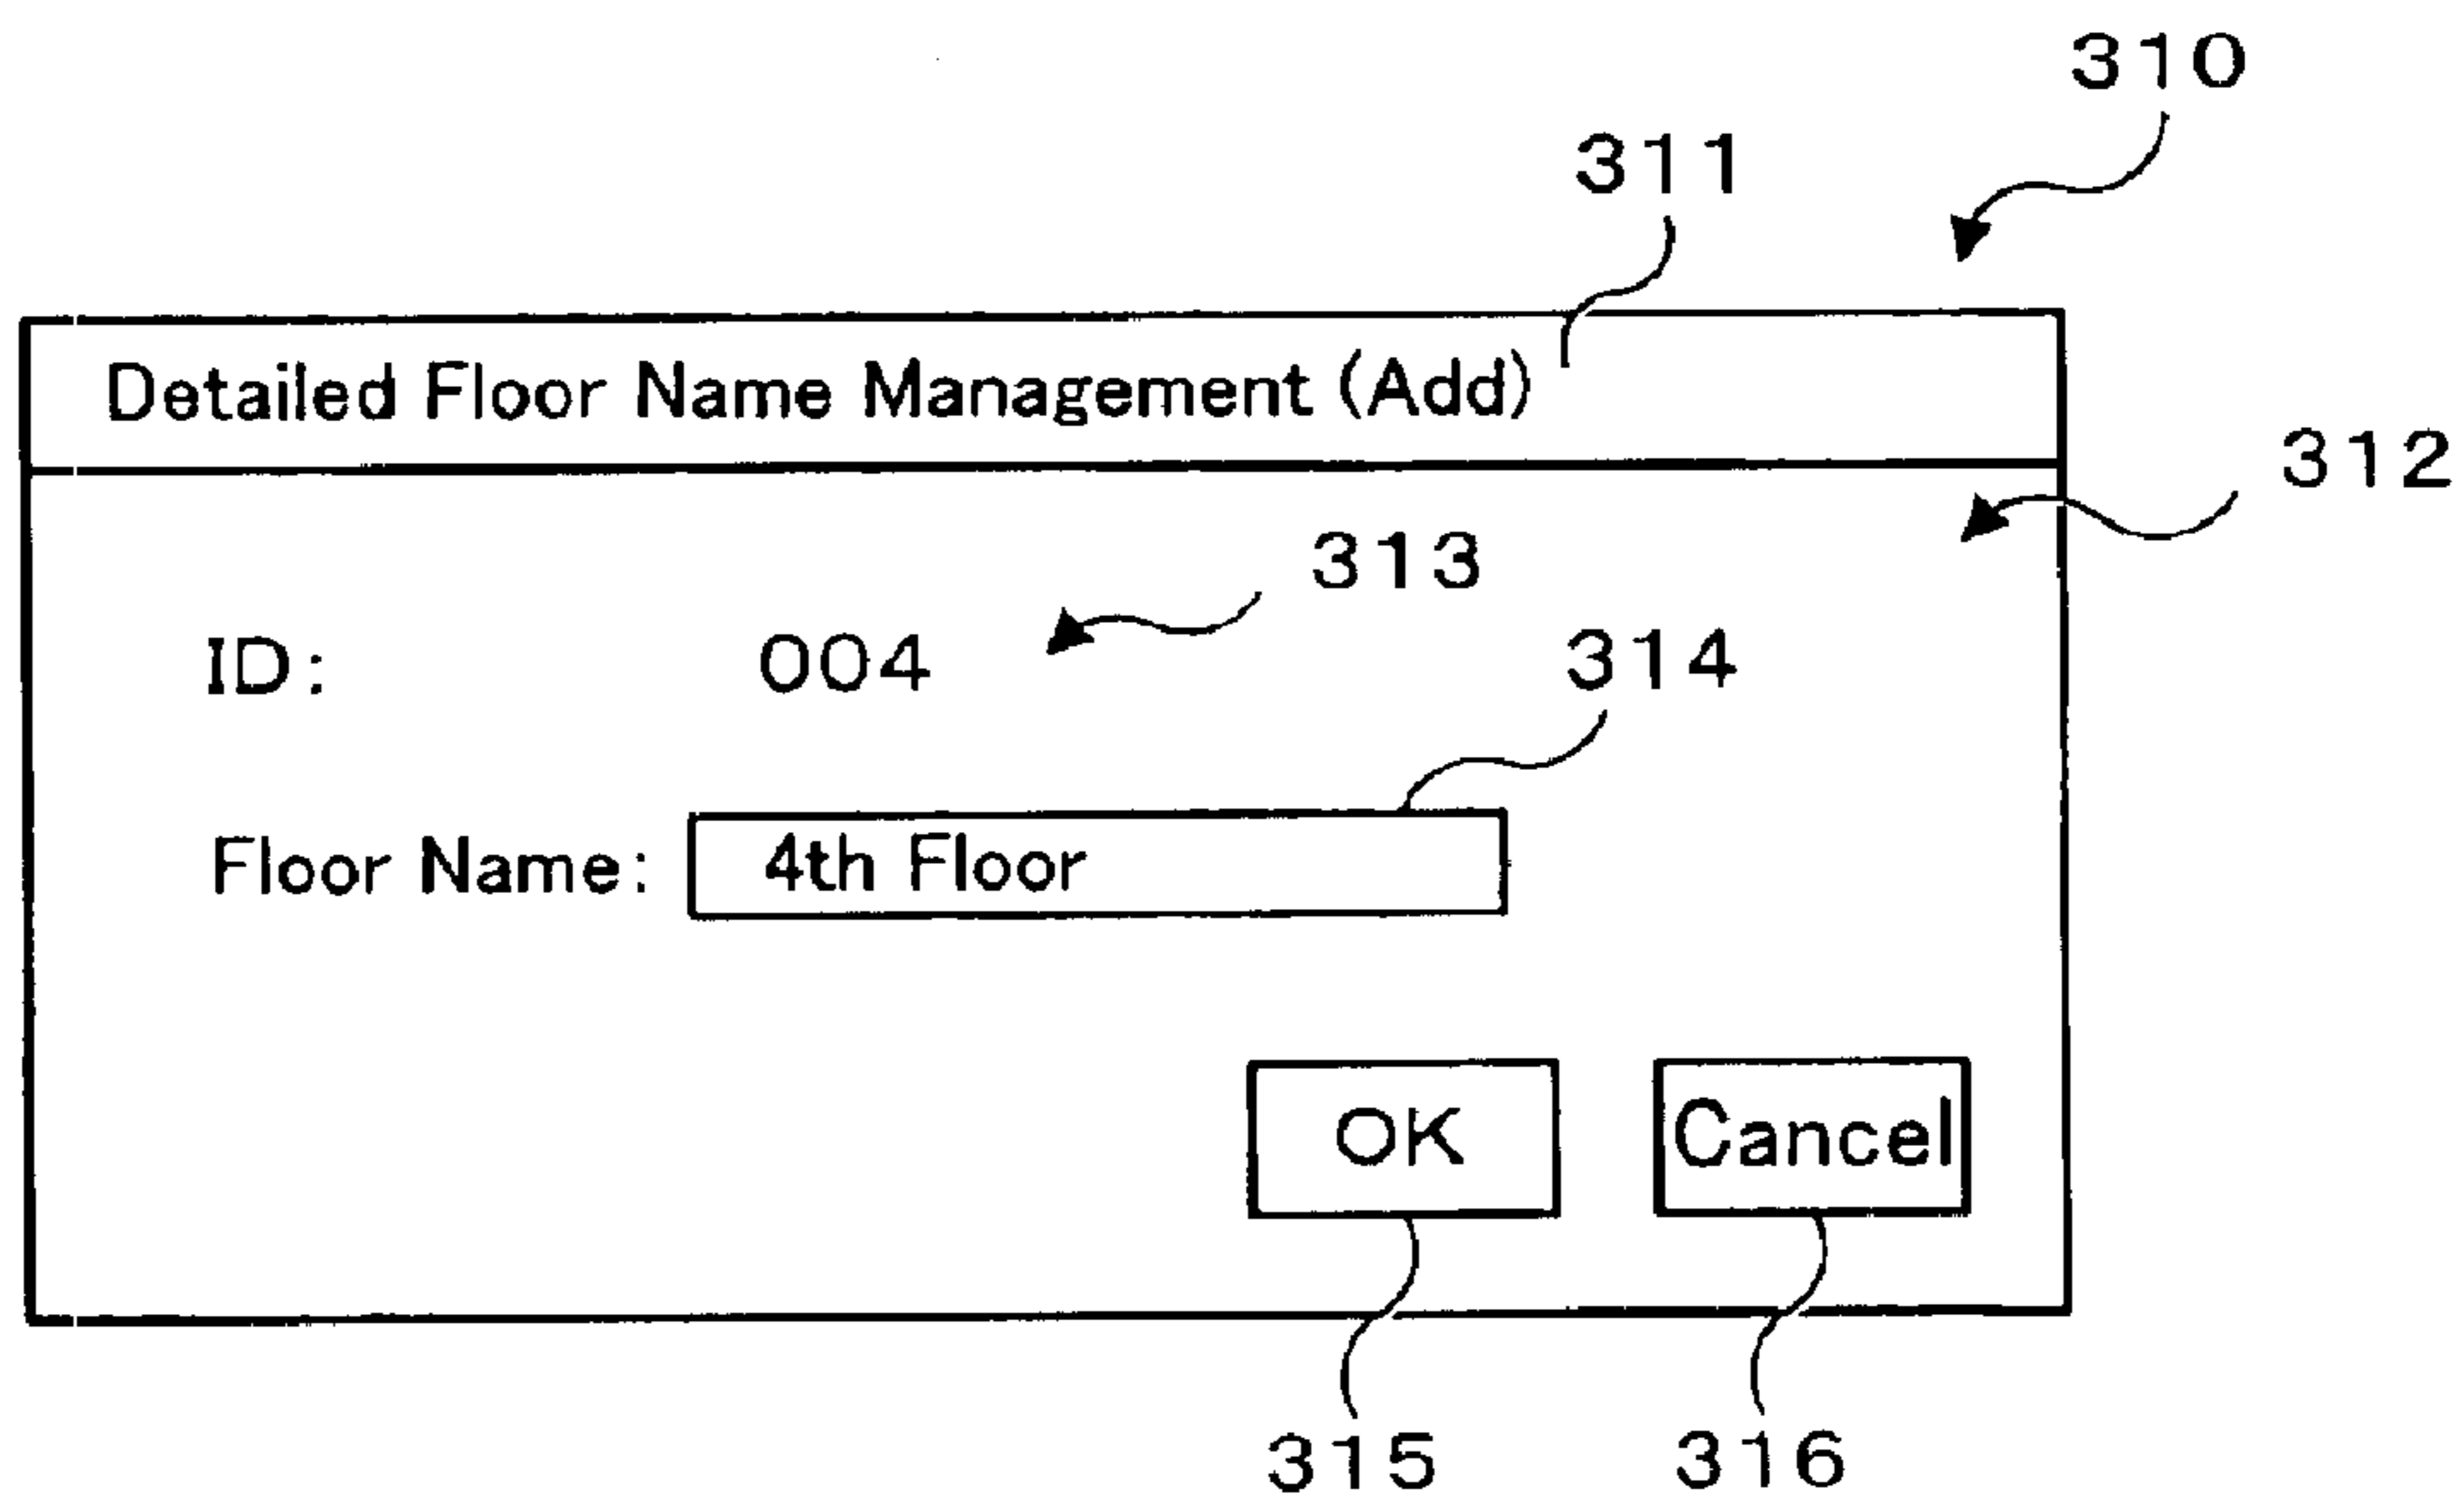 310
311
Detailed Floor Name Management (Add)
312
313
ID: 004
314
Floor Name: 4th Floor
OK Cancel
315 316